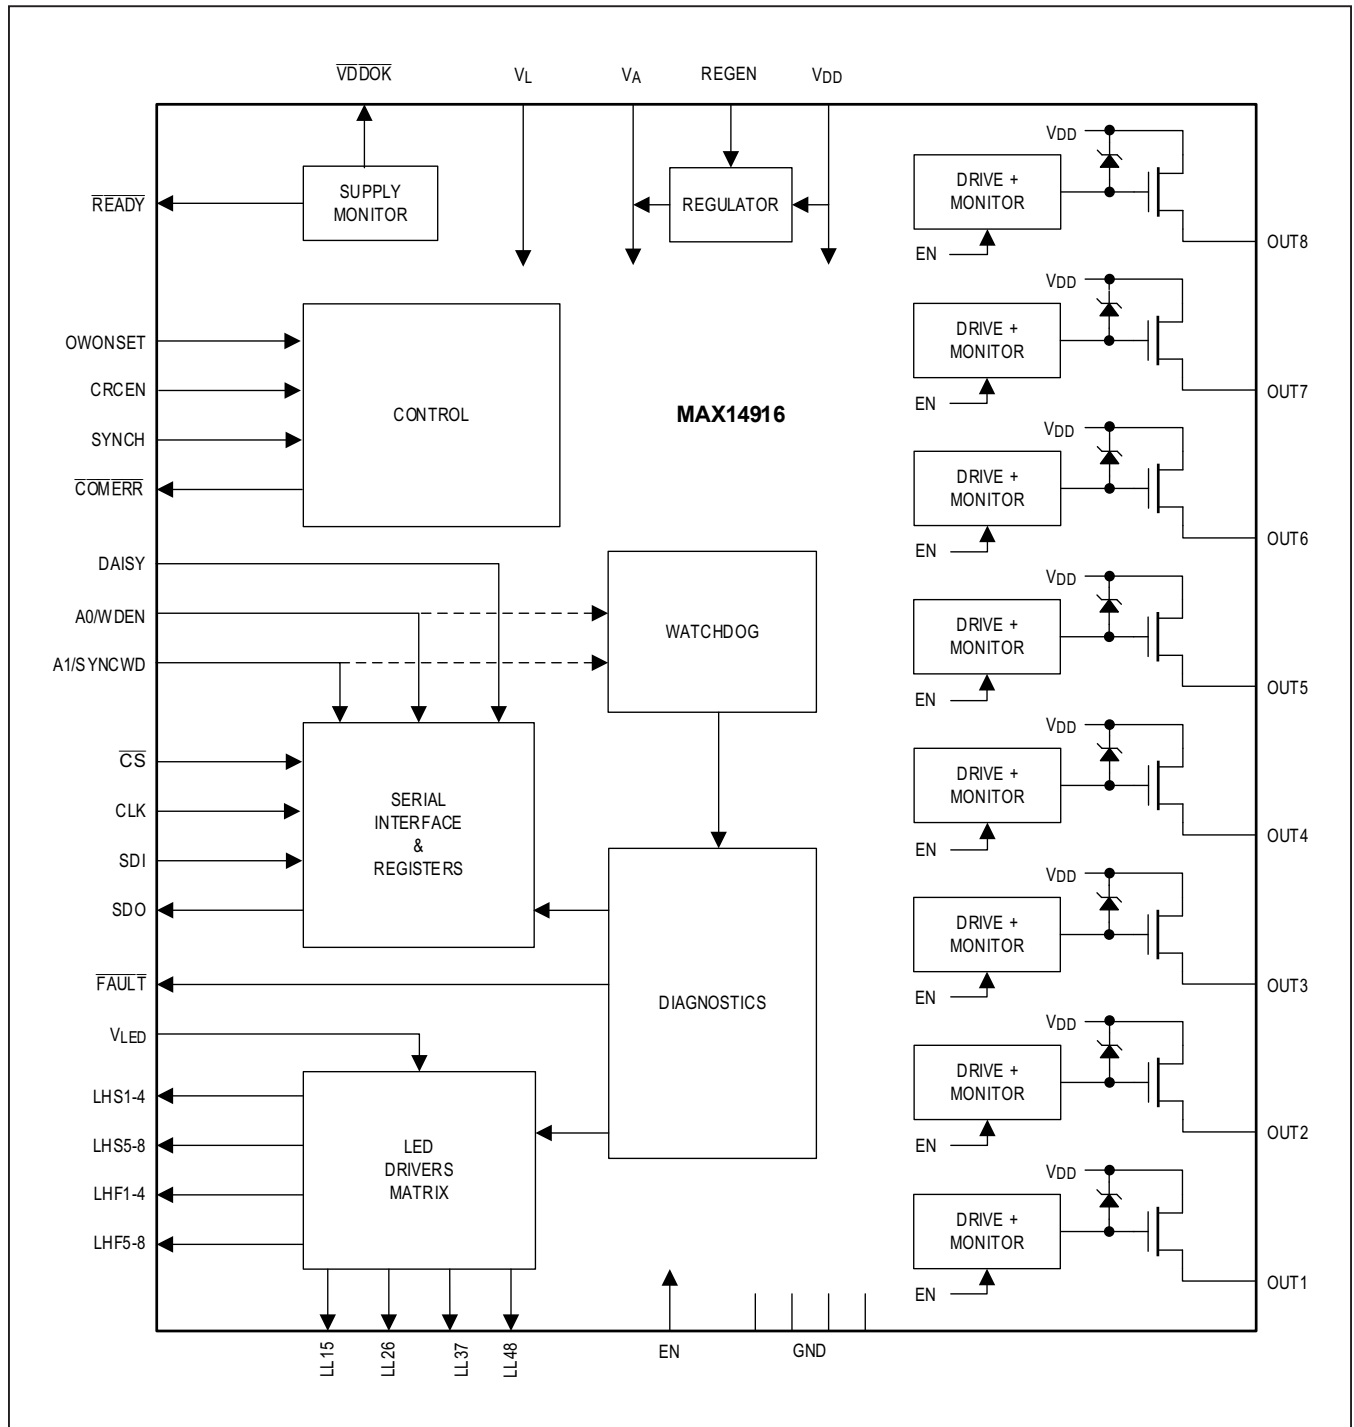 VDDOK
VL
VA
REGEN
VDD
READY
SUPPLY
MONITOR
REGULATOR
OWONSET
CRCEN
SYNCH
COMERR
CONTROL
MAX14916
DAISY
A0/WDEN
A1/SYNCWD
WATCHDOG
CS
CLK
SDI
SDO
SERIAL
INTERFACE
&
REGISTERS
FAULT
DIAGNOSTICS
VLED
LHS1-4
LHS5-8
LHF1-4
LHF5-8
LED
DRIVERS
MATRIX
LL15
LL26
LL37
LL48
EN
GND
VDD
DRIVE +
MONITOR
EN
OUT8
VDD
DRIVE +
MONITOR
EN
OUT7
VDD
DRIVE +
MONITOR
EN
OUT6
VDD
DRIVE +
MONITOR
EN
OUT5
VDD
DRIVE +
MONITOR
EN
OUT4
VDD
DRIVE +
MONITOR
EN
OUT3
VDD
DRIVE +
MONITOR
EN
OUT2
VDD
DRIVE +
MONITOR
EN
OUT1